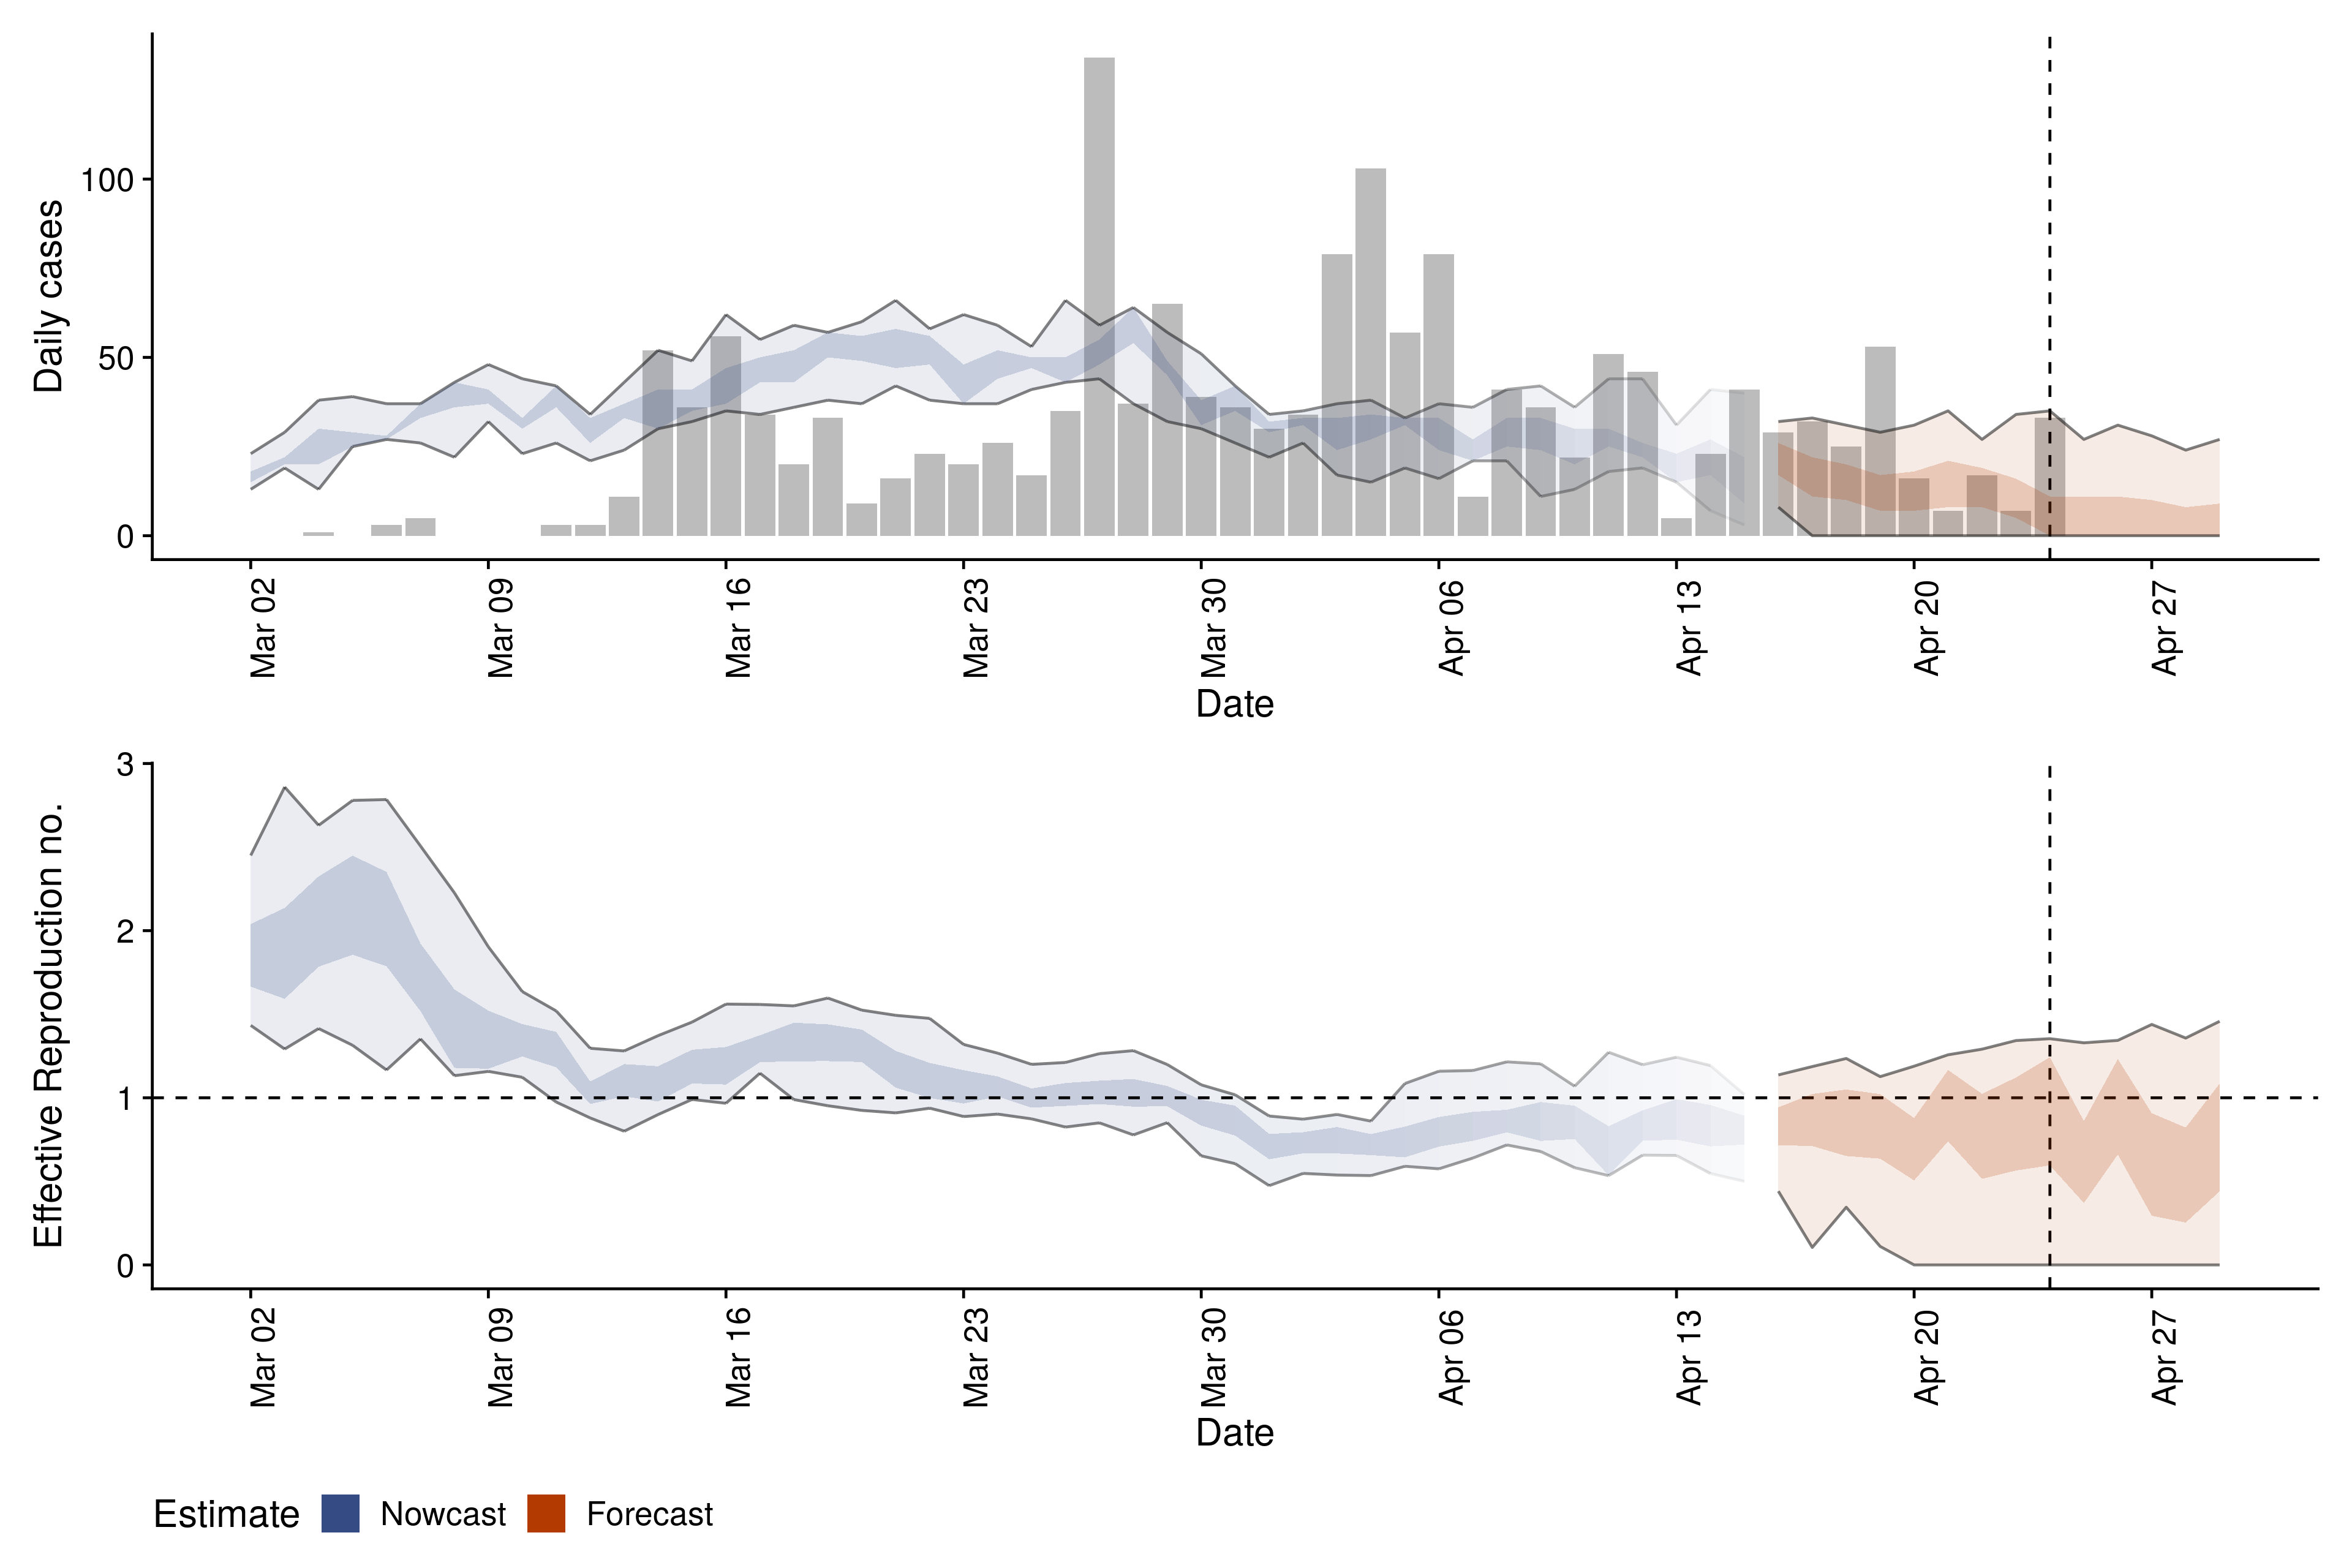 Daily cases
100
50
0
Mar 02
Mar 09
Mar 16
Mar 23
Mar 30
Apr 06
Apr 13
Apr 20
Apr 27
Date
Effective Reproduction no.
3
2
1
0
Mar 02
Mar 09
Mar 16
Mar 23
Mar 30
Apr 06
Apr 13
Apr 20
Apr 27
Date
Estimate Nowcast Forecast